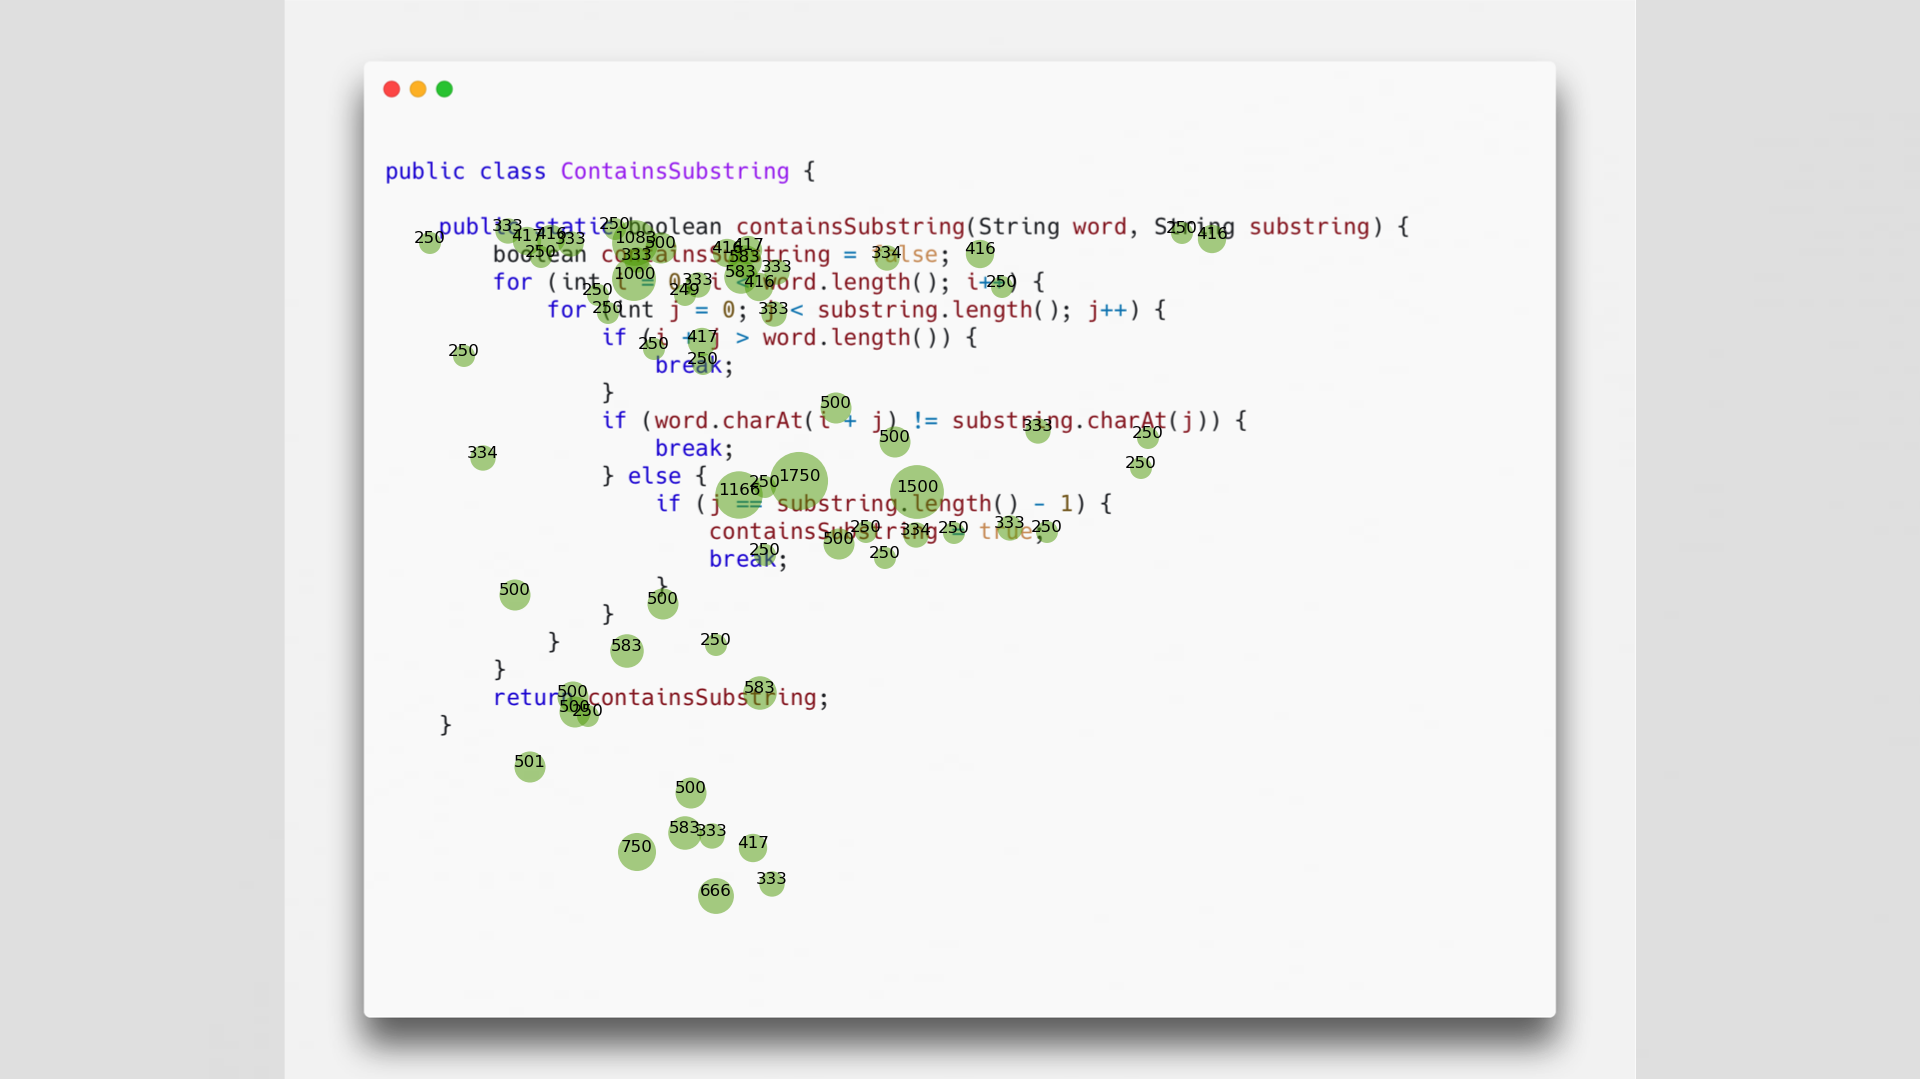 public class ContainsSubstring {
public static boolean containsSubstring(String word, String substring) {
boolean containsSubstring = false;
for (int i = 0; i < word.length(); i++) {
for (int j = 0; j < substring.length(); j++) {
if (i + j > word.length()) {
break;
}
if (word.charAt(i + j) != substring.charAt(j)) {
break;
} else {
if (j == substring.length() - 1) {
containsSubstring = true;
break;
}
}
}
}
return containsSubstring;
}
333 250 250 416
250 417 416 333 1083 500 416 417
250 333 583 334 416
1000 333 583 333 416 250
250 249
250 333
250 417
250 250
500
500 333 250
334 250
1166 250 1750 1500
500 250 334 250 333 250
250 250
500 500
583 250
500 583
500 250
501
500
750 583 333 417
666 333